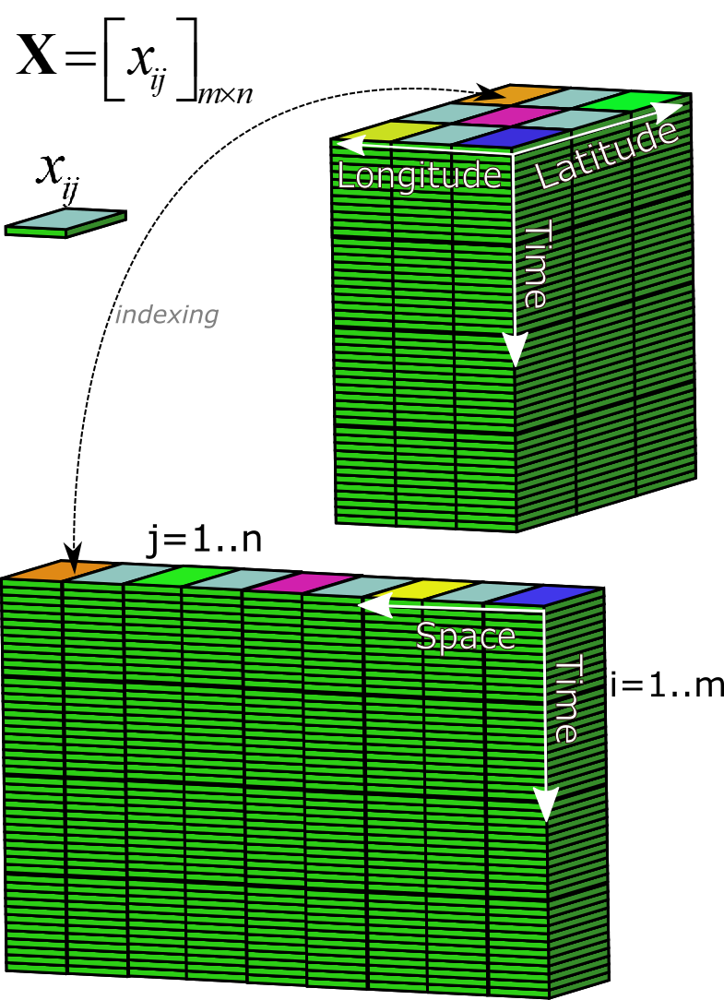 X = [x_ij]_m×n
x_ij
Longitude
Latitude
Time
indexing
j=1..n
Space
Time
i=1..m